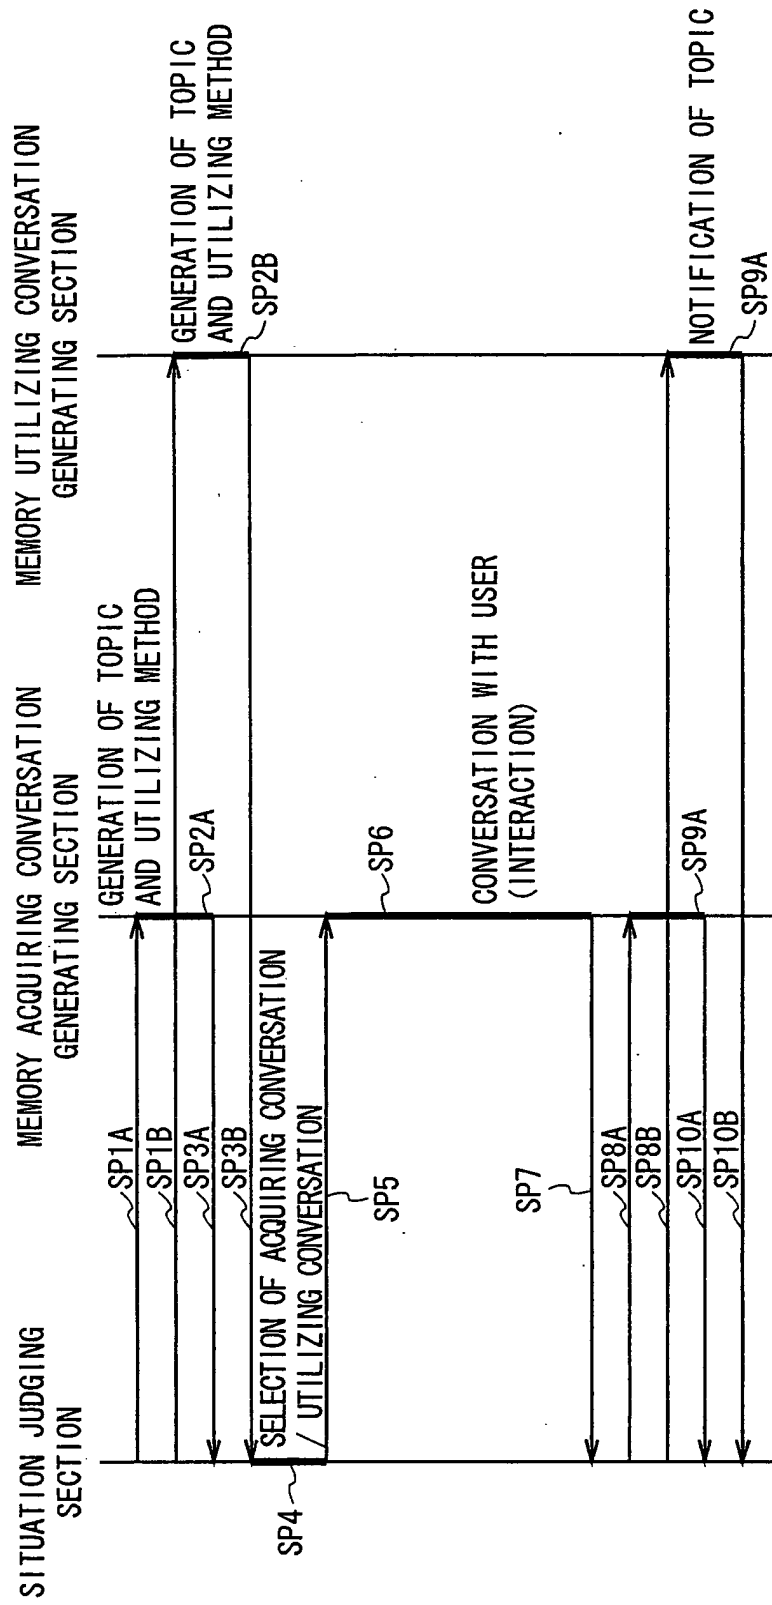 SITUATION JUDGING
SECTION
MEMORY ACQUIRING CONVERSATION
GENERATING SECTION
MEMORY UTILIZING CONVERSATION
GENERATING SECTION
SP1A
GENERATION OF TOPIC
AND UTILIZING METHOD
SP2A
SP1B
GENERATION OF TOPIC
AND UTILIZING METHOD
SP2B
SP3A
SP3B
SP4
SELECTION OF ACQUIRING CONVERSATION
/ UTILIZING CONVERSATION
SP5
SP6
CONVERSATION WITH USER
(INTERACTION)
SP7
SP8A
SP9A
SP8B
NOTIFICATION OF TOPIC
SP9A
SP10A
SP10B